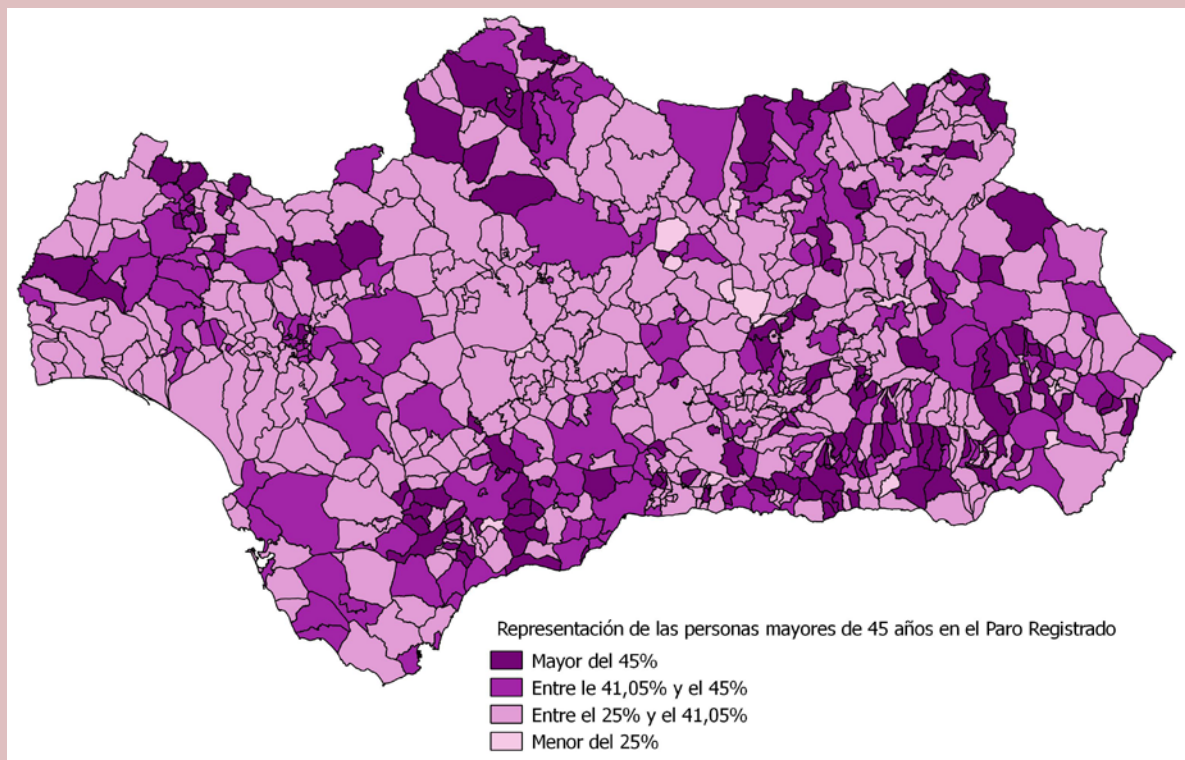 Representación de las personas mayores de 45 años en el Paro Registrado
Mayor del 45%
Entre le 41,05% y el 45%
Entre el 25% y el 41,05%
Menor del 25%